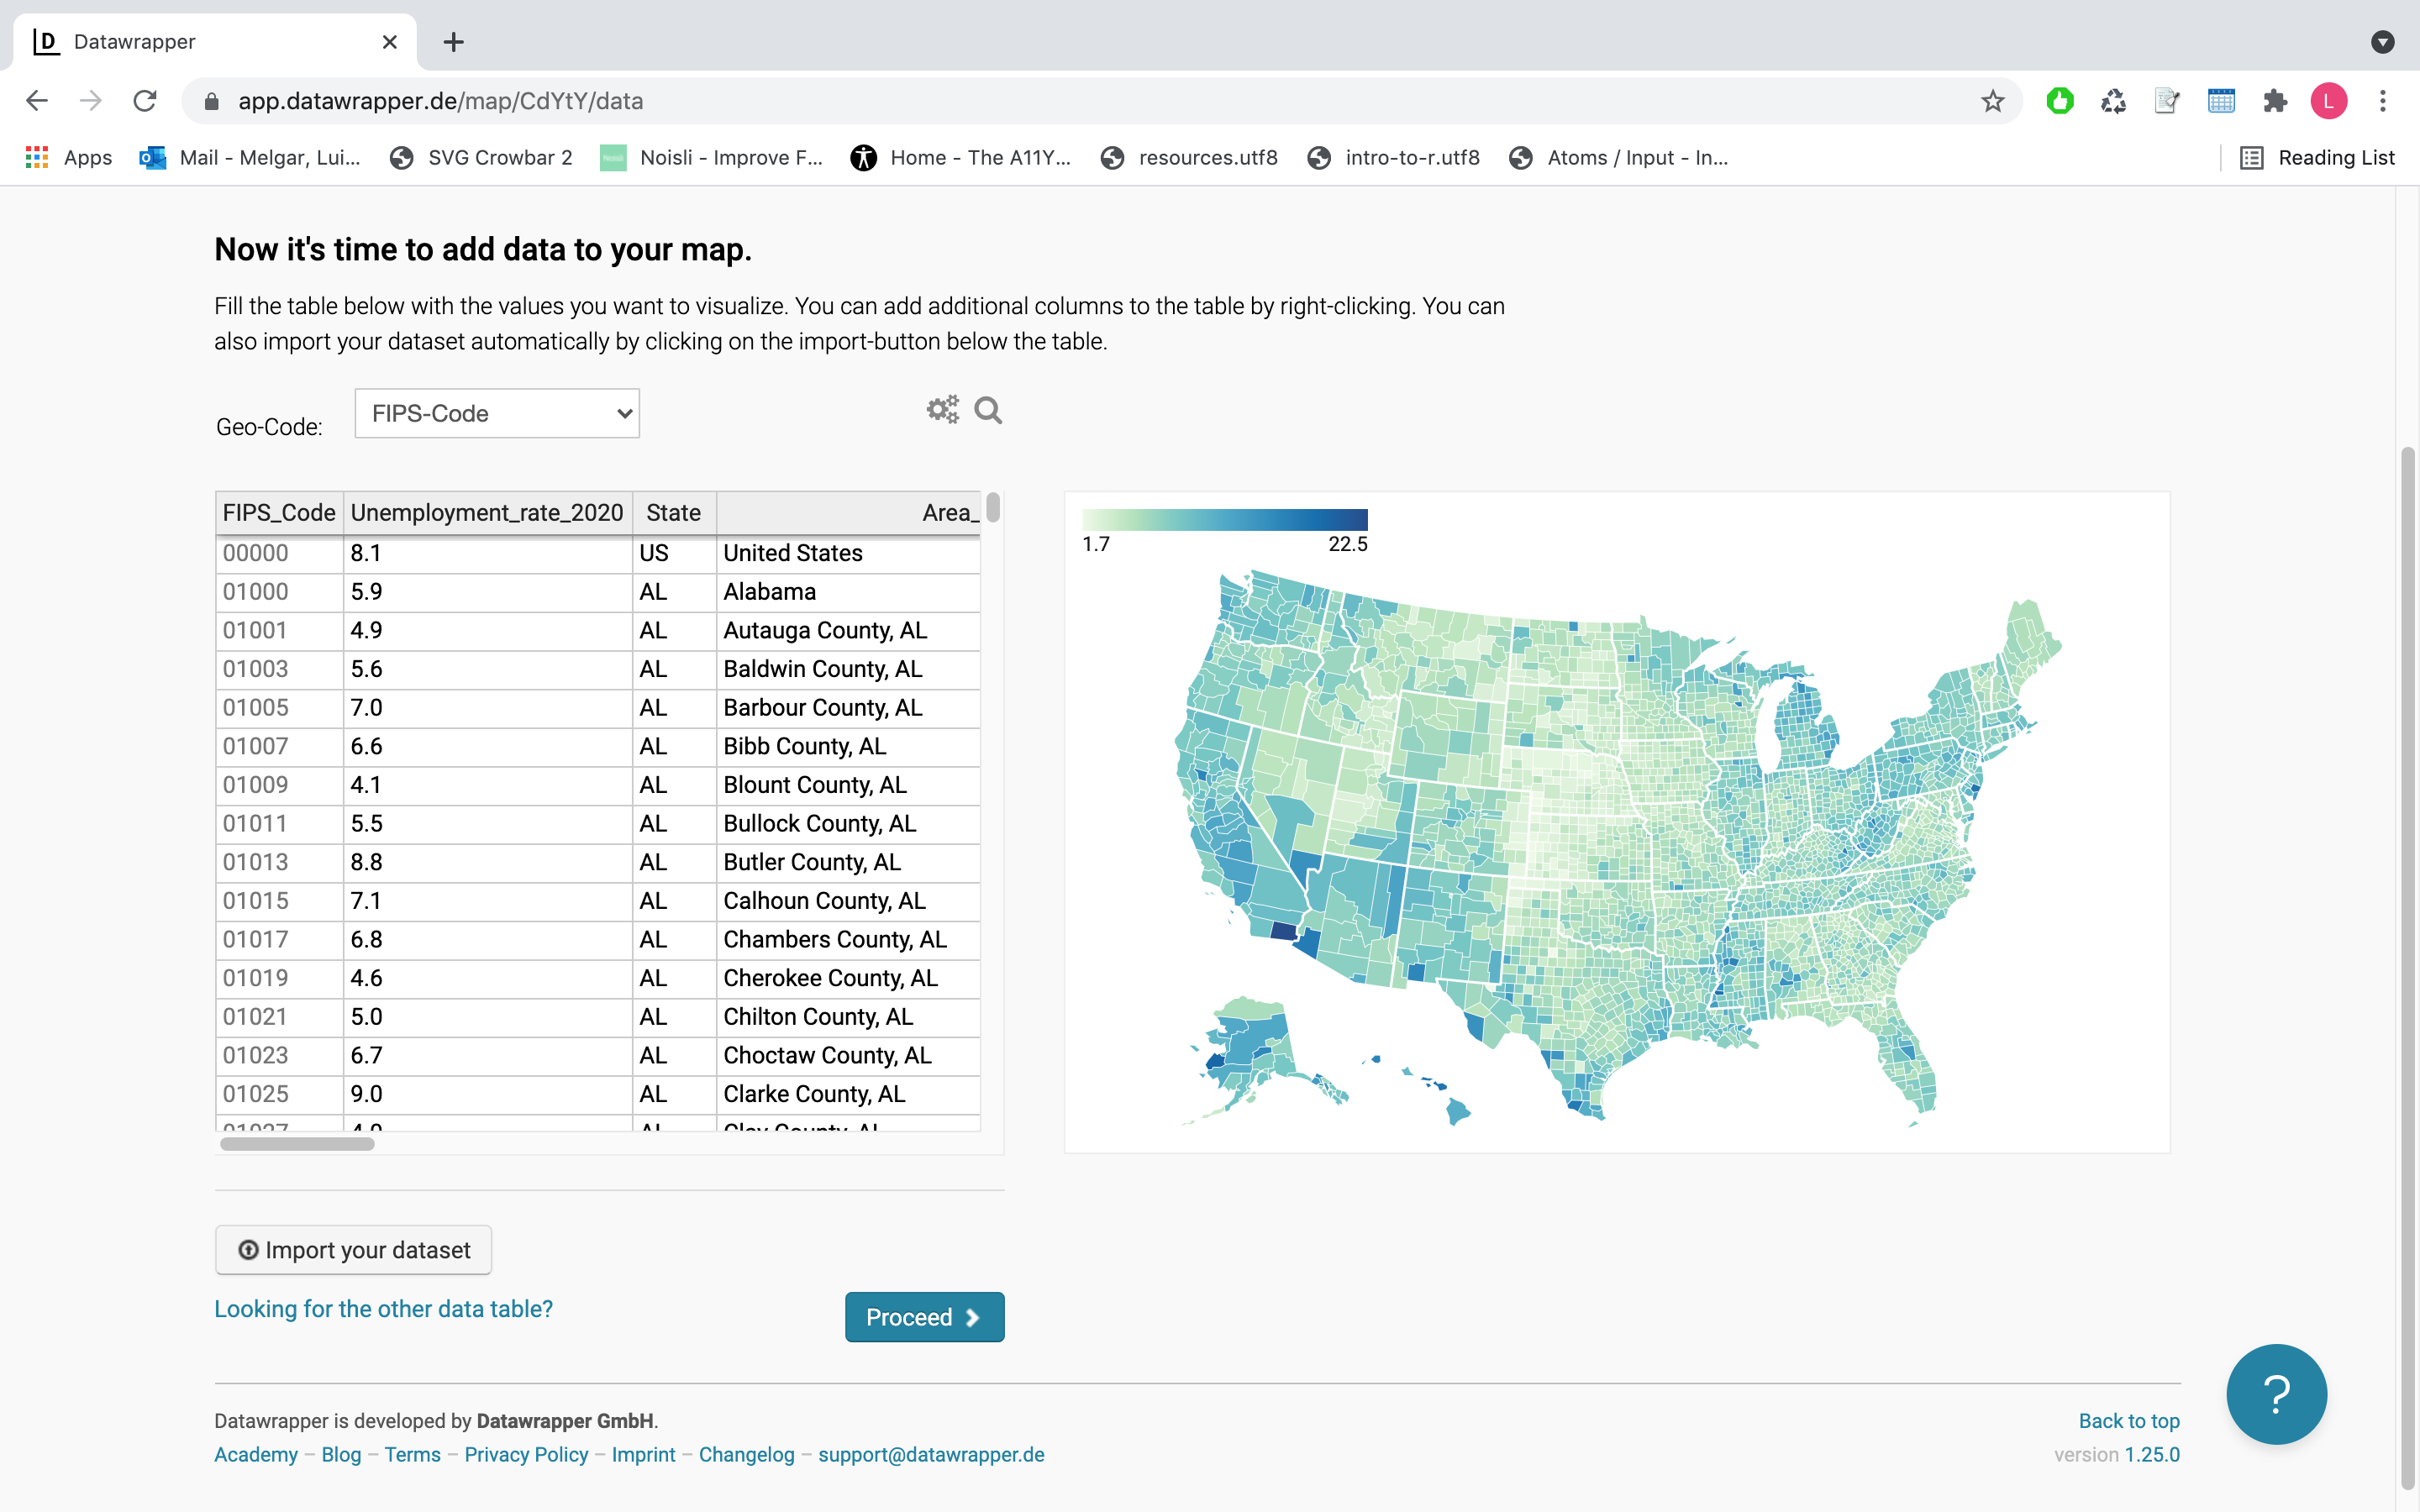 D Datawrapper
app.datawrapper.de/map/CdYtY/data
L
Apps Mail - Melgar, Lui... SVG Crowbar 2 Noisli - Improve F... Home - The A11Y... resources.utf8 intro-to-r.utf8 Atoms / Input - In... Reading List
Now it's time to add data to your map.
Fill the table below with the values you want to visualize. You can add additional columns to the table by right-clicking. You can
also import your dataset automatically by clicking on the import-button below the table.
Geo-Code: FIPS-Code
FIPS_Code Unemployment_rate_2020 State Area_
00000 8.1 US United States
01000 5.9 AL Alabama
01001 4.9 AL Autauga County, AL
01003 5.6 AL Baldwin County, AL
01005 7.0 AL Barbour County, AL
01007 6.6 AL Bibb County, AL
01009 4.1 AL Blount County, AL
01011 5.5 AL Bullock County, AL
01013 8.8 AL Butler County, AL
01015 7.1 AL Calhoun County, AL
01017 6.8 AL Chambers County, AL
01019 4.6 AL Cherokee County, AL
01021 5.0 AL Chilton County, AL
01023 6.7 AL Choctaw County, AL
01025 9.0 AL Clarke County, AL
01027 AL Clay County, AL
1.7 22.5
Import your dataset
Looking for the other data table?
Proceed
?
Datawrapper is developed by Datawrapper GmbH.
Back to top
Academy – Blog – Terms – Privacy Policy – Imprint – Changelog – support@datawrapper.de
version 1.25.0